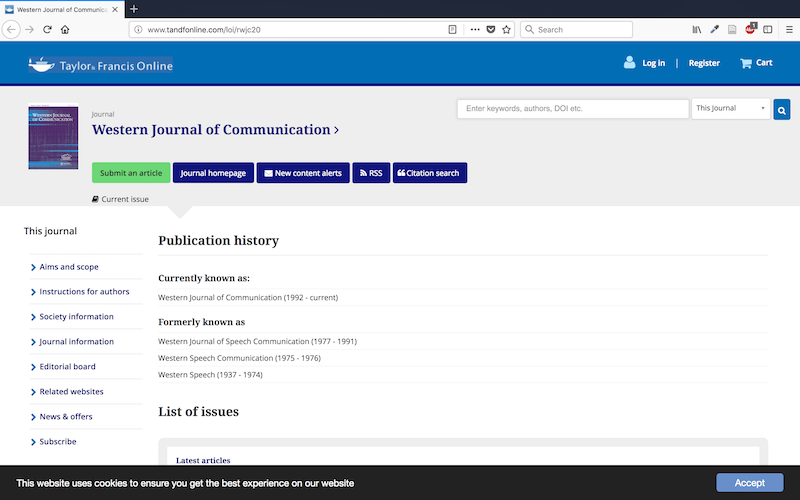 Western Journal of Communica
www.tandfonline.com/loi/rwjc20
Search
1
Taylor & Francis Online
Log in | Register Cart
WESTERN JOURNAL OF COMMUNICATION
Journal
Western Journal of Communication
Enter keywords, authors, DOI etc.
This Journal
Submit an article
Journal homepage
New content alerts
RSS
Citation search
Current issue
This journal
Aims and scope
Instructions for authors
Society information
Journal information
Editorial board
Related websites
News & offers
Subscribe
Publication history
Currently known as:
Western Journal of Communication (1992 - current)
Formerly known as
Western Journal of Speech Communication (1977 - 1991)
Western Speech Communication (1975 - 1976)
Western Speech (1937 - 1974)
List of issues
Latest articles
This website uses cookies to ensure you get the best experience on our website
Accept